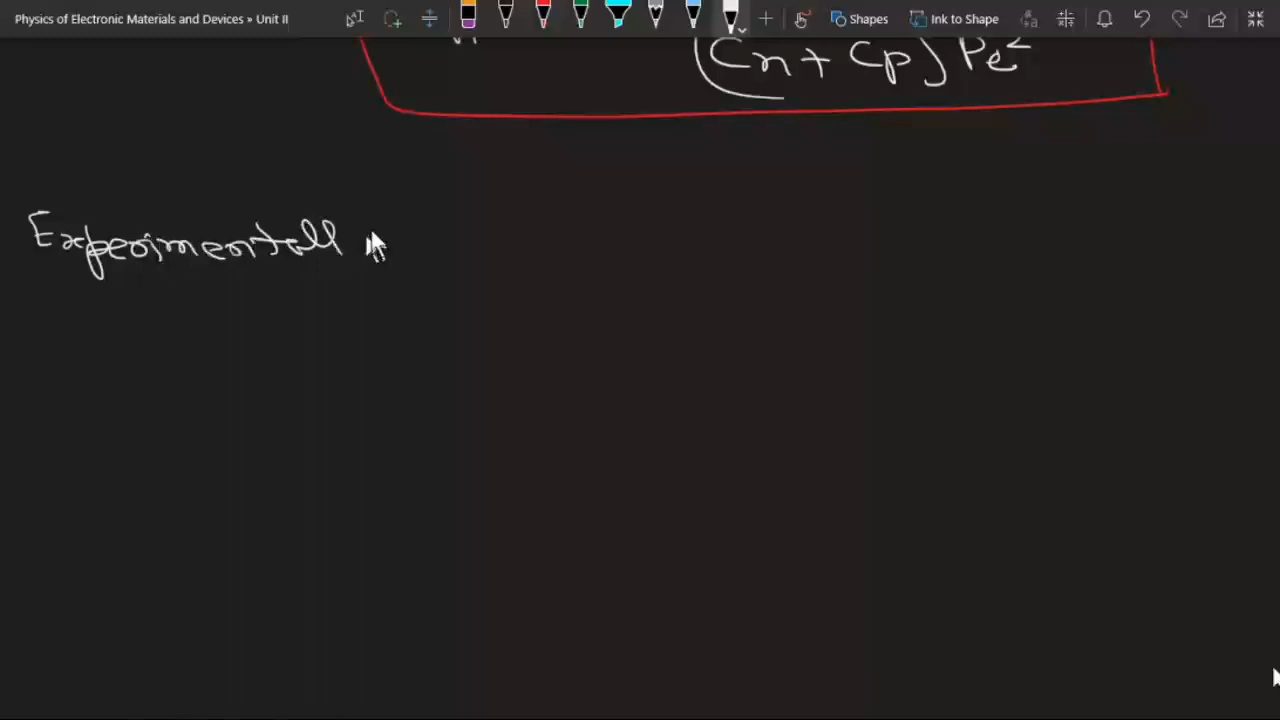 Physics of Electronic Materials and Devices » Unit II
Shapes
Ink to Shape
(Cn + Cp) Pe²
Experimentall